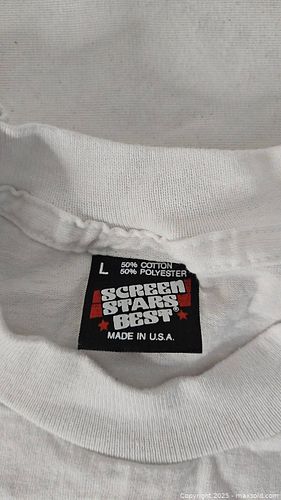 L
50% COTTON
50% POLYESTER
SCREEN
STARS
BEST®
MADE IN U.S.A.
Copyright 2025 - maxsold.com